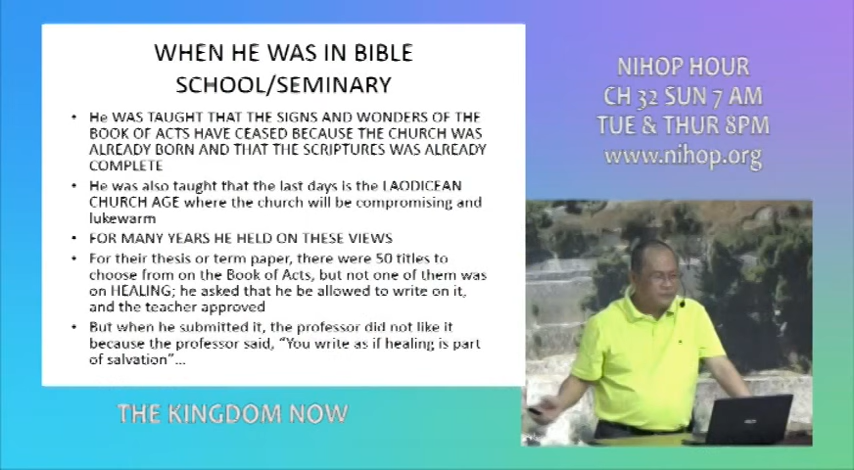 WHEN HE WAS IN BIBLE
SCHOOL/SEMINARY
• He WAS TAUGHT THAT THE SIGNS AND WONDERS OF THE
BOOK OF ACTS HAVE CEASED BECAUSE THE CHURCH WAS
ALREADY BORN AND THAT THE SCRIPTURES WAS ALREADY
COMPLETE
• He was also taught that the last days is the LAODICEAN
CHURCH AGE where the church will be compromising and
lukewarm
• FOR MANY YEARS HE HELD ON THESE VIEWS
• For their thesis or term paper, there were 50 titles to
choose from on the Book of Acts, but not one of them was
on HEALING; he asked that he be allowed to write on it,
and the teacher approved
• But when he submitted it, the professor did not like it
because the professor said, “You write as if healing is part
of salvation”…
NIHOP HOUR
CH 32 SUN 7 AM
TUE & THUR 8PM
www.nihop.org
THE KINGDOM NOW